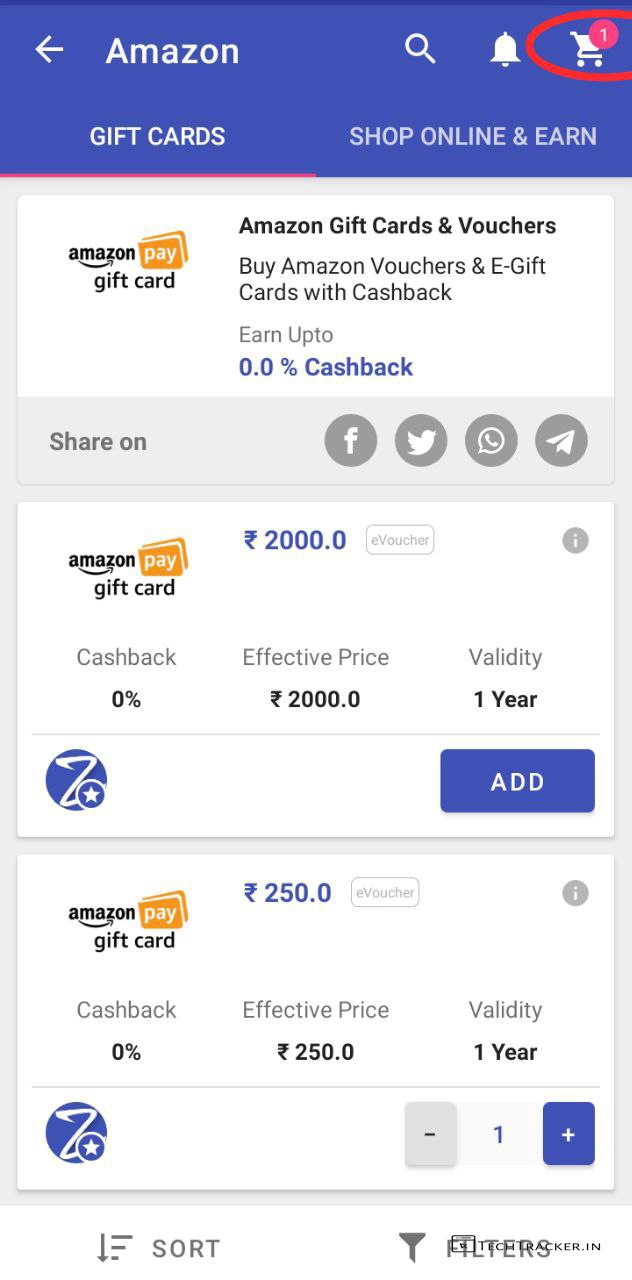 Amazon
1
GIFT CARDS
SHOP ONLINE & EARN
amazon pay
gift card
Amazon Gift Cards & Vouchers
Buy Amazon Vouchers & E-Gift
Cards with Cashback
Earn Upto
0.0 % Cashback
Share on
amazon pay
gift card
₹ 2000.0
eVoucher
Cashback
Effective Price
Validity
0%
₹ 2000.0
1 Year
ADD
amazon pay
gift card
₹ 250.0
eVoucher
Cashback
Effective Price
Validity
0%
₹ 250.0
1 Year
- 1 +
SORT
FILTERS
TECHTRACKER.IN